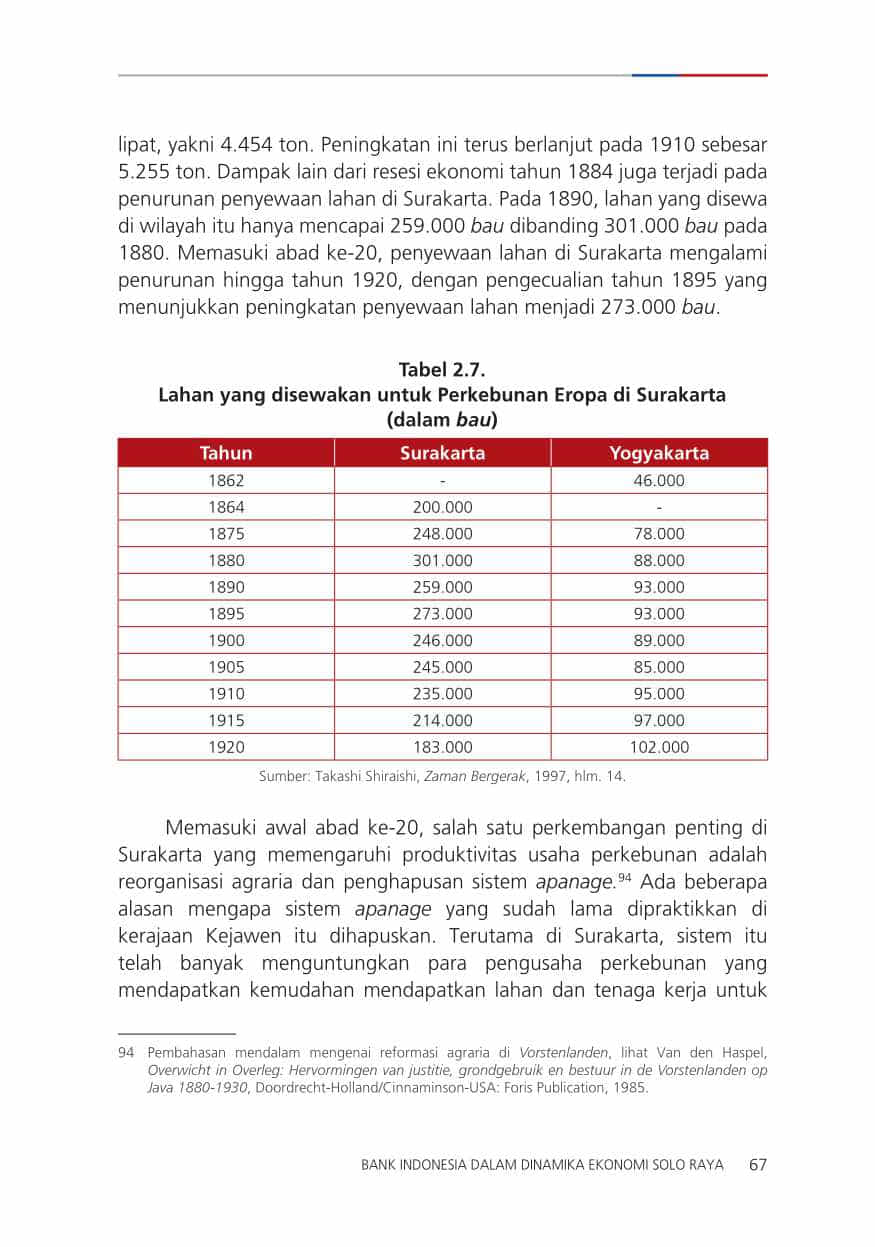 lipat, yakni 4.454 ton. Peningkatan ini terus berlanjut pada 1910 sebesar
5.255 ton. Dampak lain dari resesi ekonomi tahun 1884 juga terjadi pada
penurunan penyewaan lahan di Surakarta. Pada 1890, lahan yang disewa
di wilayah itu hanya mencapai 259.000 bau dibanding 301.000 bau pada
1880. Memasuki abad ke-20, penyewaan lahan di Surakarta mengalami
penurunan hingga tahun 1920, dengan pengecualian tahun 1895 yang
menunjukkan peningkatan penyewaan lahan menjadi 273.000 bau.
Tabel 2.7.
Lahan yang disewakan untuk Perkebunan Eropa di Surakarta
(dalam bau)
Tahun Surakarta Yogyakarta
1862 - 46.000
1864 200.000 -
1875 248.000 78.000
1880 301.000 88.000
1890 259.000 93.000
1895 273.000 93.000
1900 246.000 89.000
1905 245.000 85.000
1910 235.000 95.000
1915 214.000 97.000
1920 183.000 102.000
Sumber: Takashi Shiraishi, Zaman Bergerak, 1997, hlm. 14.
Memasuki awal abad ke-20, salah satu perkembangan penting di
Surakarta yang memengaruhi produktivitas usaha perkebunan adalah
reorganisasi agraria dan penghapusan sistem apanage.94 Ada beberapa
alasan mengapa sistem apanage yang sudah lama dipraktikkan di
kerajaan Kejawen itu dihapuskan. Terutama di Surakarta, sistem itu
telah banyak menguntungkan para pengusaha perkebunan yang
mendapatkan kemudahan mendapatkan lahan dan tenaga kerja untuk
94 Pembahasan mendalam mengenai reformasi agraria di Vorstenlanden, lihat Van den Haspel,
Overwicht in Overleg: Hervormingen van justitie, grondgebruik en bestuur in de Vorstenlanden op
Java 1880-1930, Doordrecht-Holland/Cinnaminson-USA: Foris Publication, 1985.
BANK INDONESIA DALAM DINAMIKA EKONOMI SOLO RAYA 67